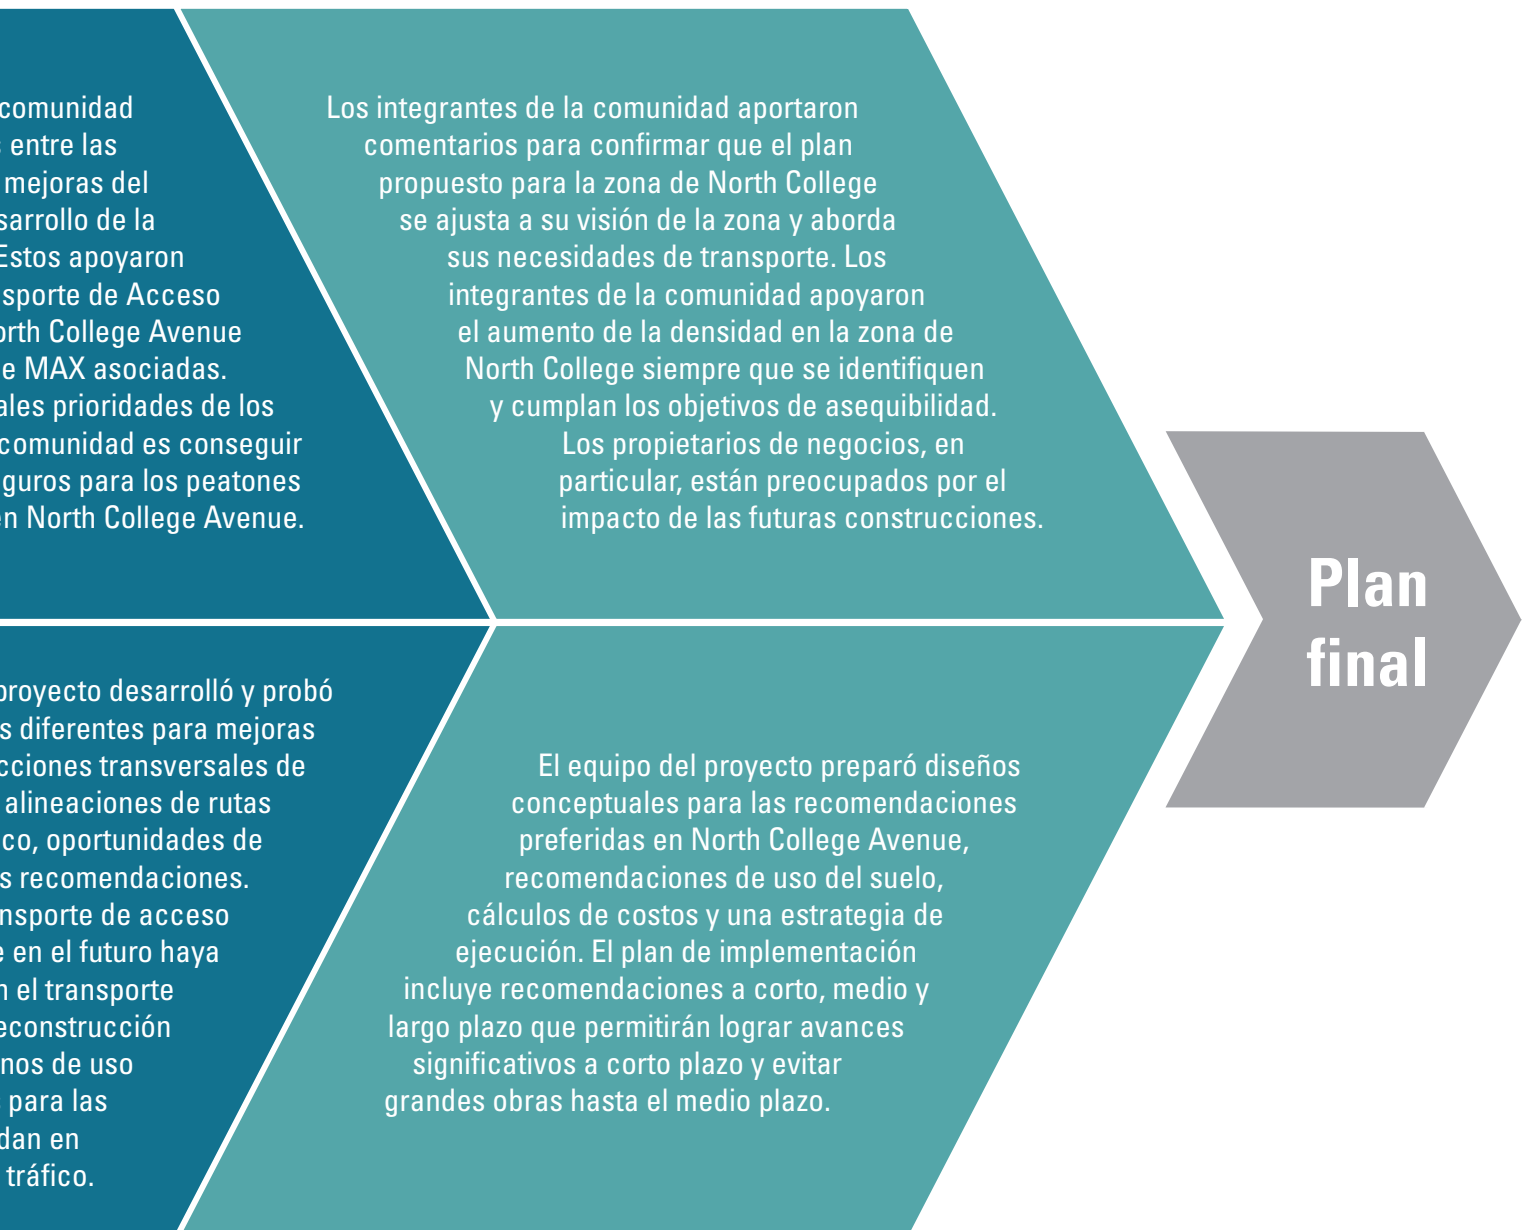 comunidad
entre las
mejoras del
sarrollo de la
Estos apoyaron
sporte de Acceso
orth College Avenue
e MAX asociadas.
ales prioridades de los
comunidad es conseguir
guros para los peatones
en North College Avenue.
Los integrantes de la comunidad aportaron
comentarios para confirmar que el plan
propuesto para la zona de North College
se ajusta a su visión de la zona y aborda
sus necesidades de transporte. Los
integrantes de la comunidad apoyaron
el aumento de la densidad en la zona de
North College siempre que se identifiquen
y cumplan los objetivos de asequibilidad.
Los propietarios de negocios, en
particular, están preocupados por el
impacto de las futuras construcciones.
proyecto desarrolló y probó
s diferentes para mejoras
cciones transversales de
alineaciones de rutas
co, oportunidades de
s recomendaciones.
nsporte de acceso
e en el futuro haya
n el transporte
econstrucción
nos de uso
para las
dan en
tráfico.
El equipo del proyecto preparó diseños
conceptuales para las recomendaciones
preferidas en North College Avenue,
recomendaciones de uso del suelo,
cálculos de costos y una estrategia de
ejecución. El plan de implementación
incluye recomendaciones a corto, medio y
largo plazo que permitirán lograr avances
significativos a corto plazo y evitar
grandes obras hasta el medio plazo.
Plan
final